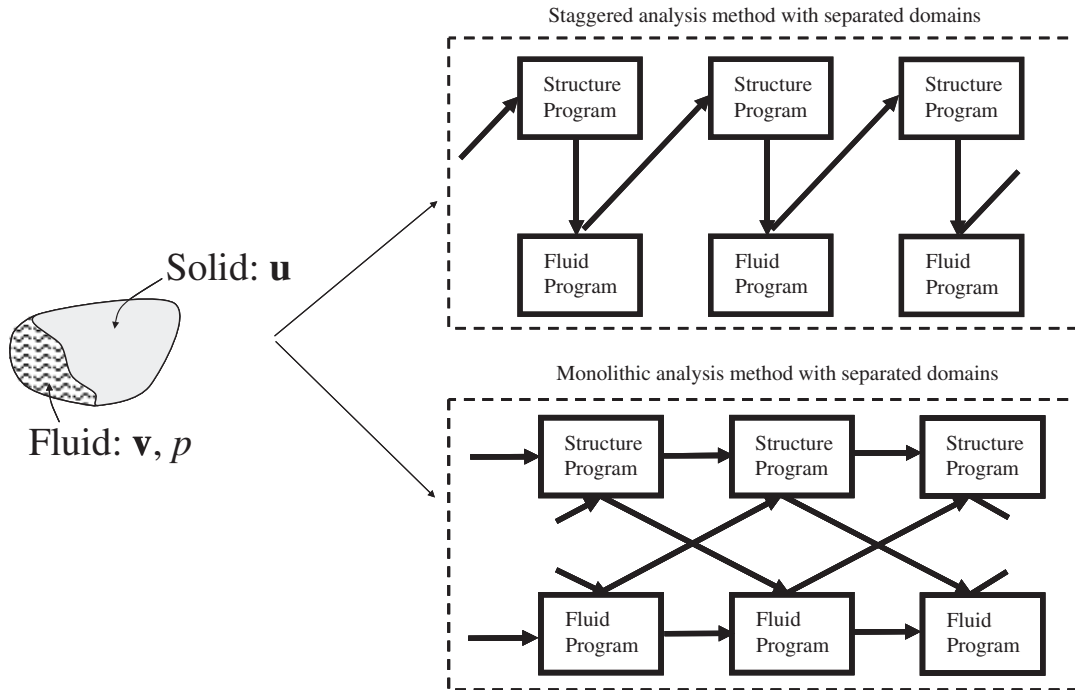 Staggered analysis method with separated domains
Structure
Program
Structure
Program
Structure
Program
Fluid
Program
Fluid
Program
Fluid
Program
Solid: u
Fluid: v, p
Monolithic analysis method with separated domains
Structure
Program
Structure
Program
Structure
Program
Fluid
Program
Fluid
Program
Fluid
Program